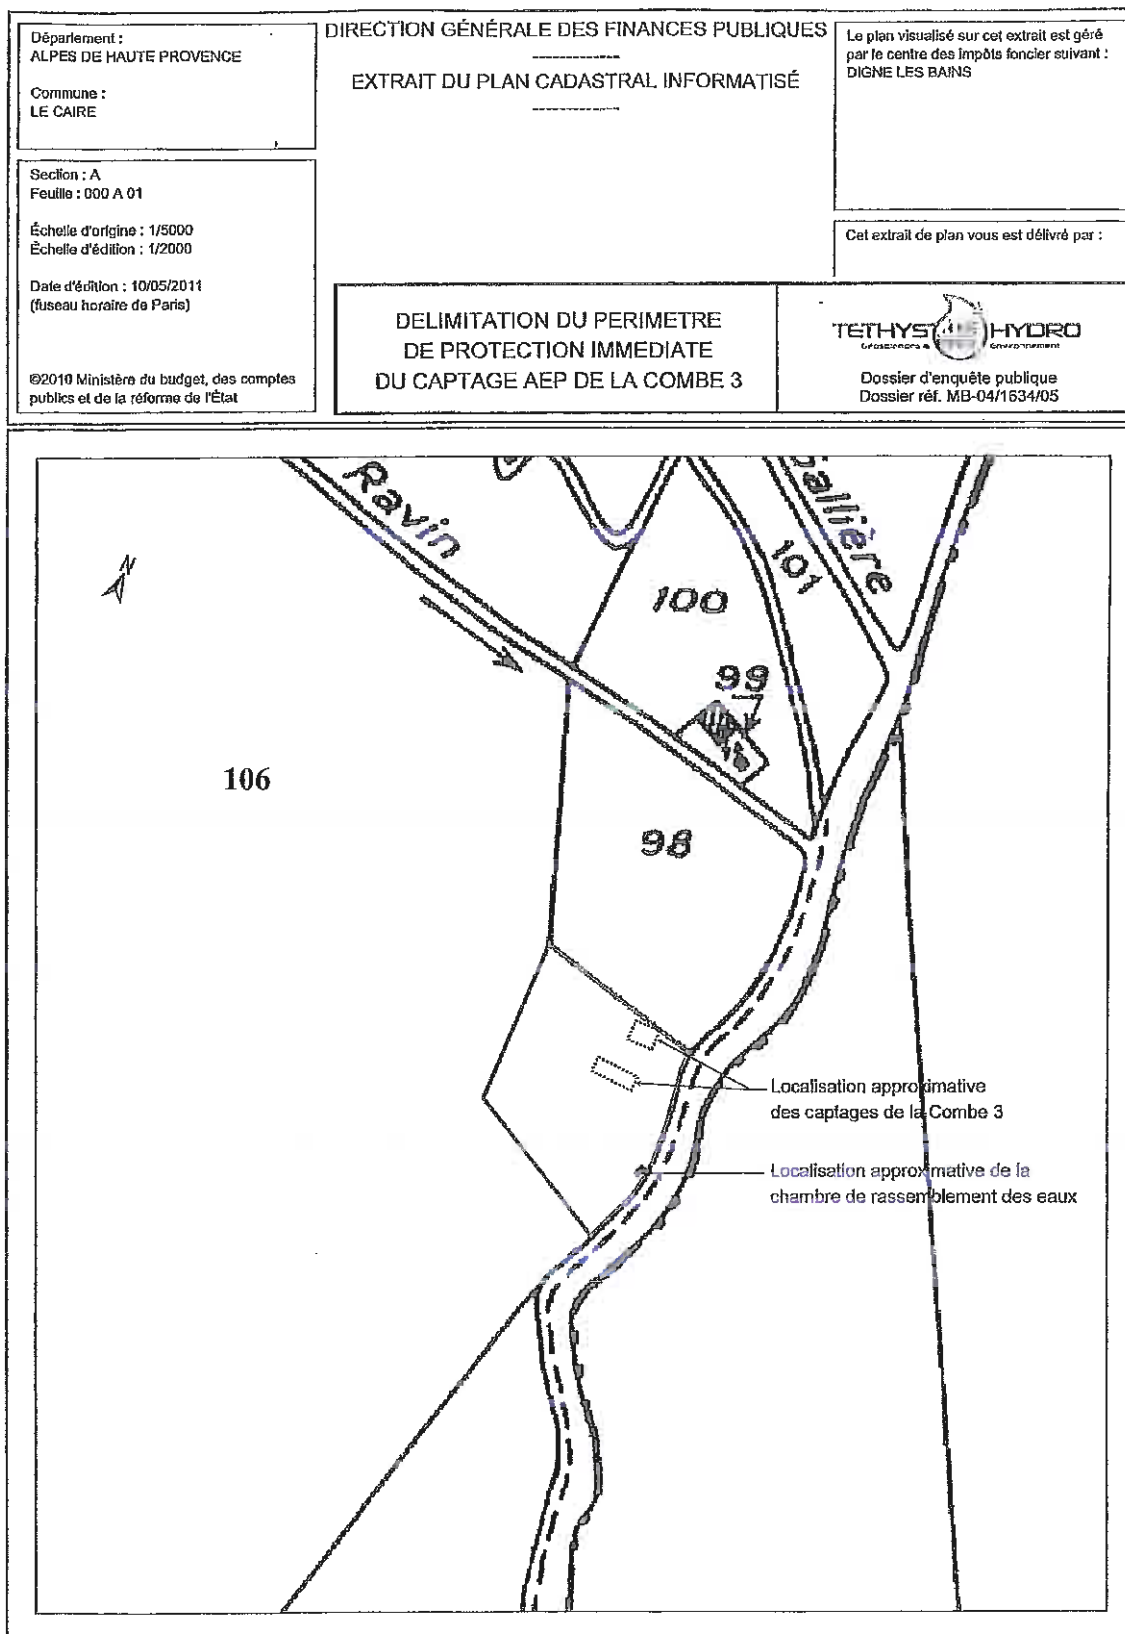 Département :
ALPES DE HAUTE PROVENCE
Commune :
LE CAIRE
Section : A
Feuille : 000 A 01
Échelle d'origine : 1/5000
Échelle d'édition : 1/2000
Date d'édition : 10/05/2011
(fuseau horaire de Paris)
©2010 Ministère du budget, des comptes
publics et de la réforme de l'État
DIRECTION GÉNÉRALE DES FINANCES PUBLIQUES
EXTRAIT DU PLAN CADASTRAL INFORMATISÉ
Le plan visualisé sur cet extrait est géré
par le centre des impôts foncier suivant :
DIGNE LES BAINS
Cet extrait de plan vous est délivré par :
DELIMITATION DU PERIMETRE
DE PROTECTION IMMEDIATE
DU CAPTAGE AEP DE LA COMBE 3
TETHYS HYDRO
Géosciences & Environnement
Dossier d'enquête publique
Dossier réf. MB-04/1634/05
Ravin
allière
101
100
N
99
106
98
Localisation approximative
des captages de la Combe 3
Localisation approximative de la
chambre de rassemblement des eaux